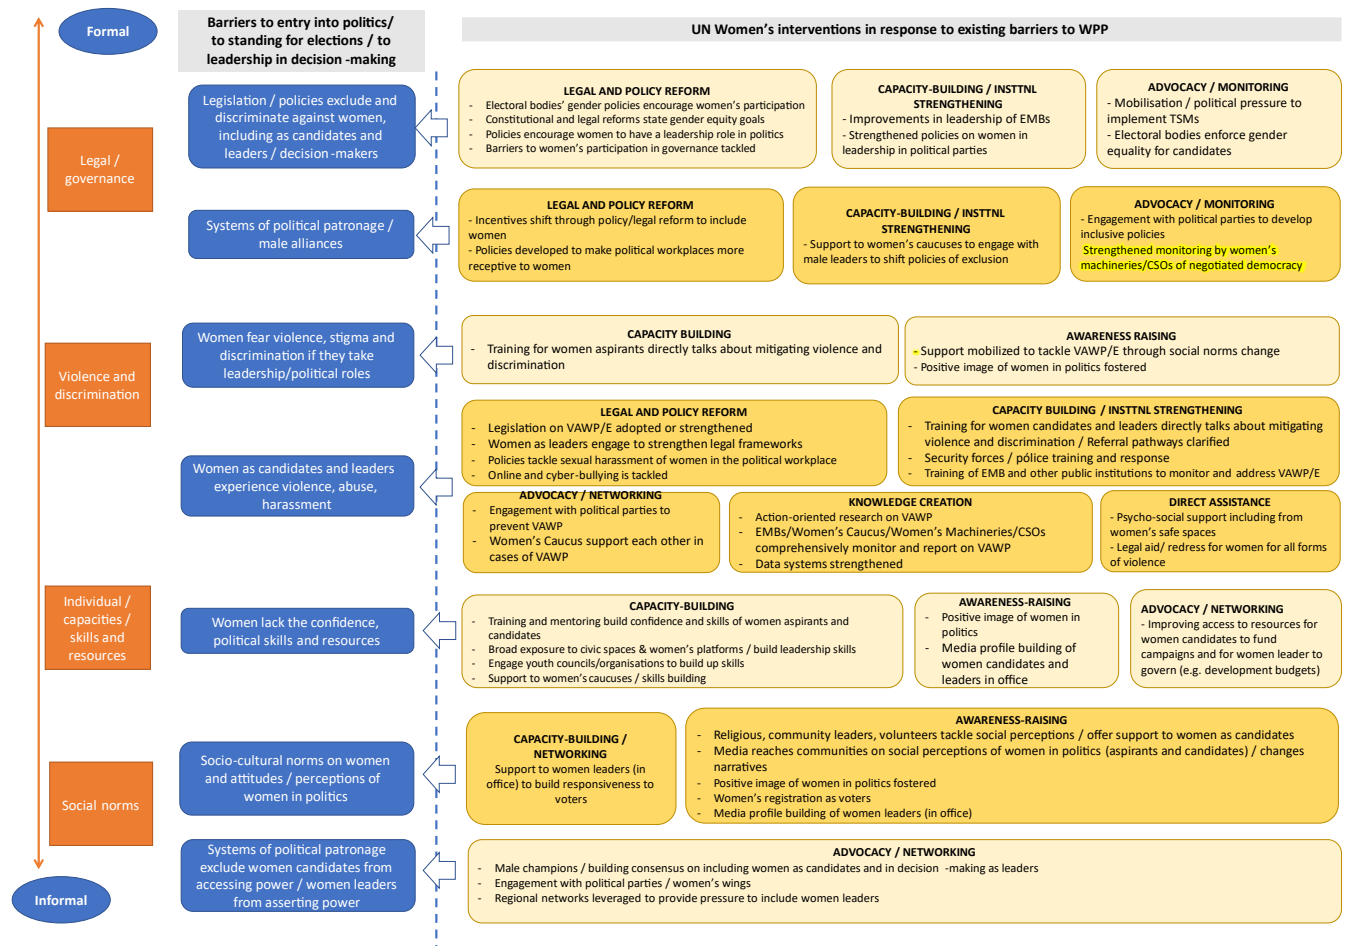 Formal
Barriers to entry into politics/
to standing for elections / to
leadership in decision -making
UN Women's interventions in response to existing barriers to WPP
Legal /
governance
Legislation / policies exclude and
discriminate against women,
including as candidates and
leaders / decision -makers
LEGAL AND POLICY REFORM
- Electoral bodies' gender policies encourage women's participation
- Constitutional and legal reforms state gender equity goals
- Policies encourage women to have a leadership role in politics
- Barriers to women's participation in governance tackled
CAPACITY-BUILDING / INSTTNL
STRENGTHENING
- Improvements in leadership of EMBs
- Strengthened policies on women in
leadership in political parties
ADVOCACY / MONITORING
- Mobilisation / political pressure to
implement TSMs
- Electoral bodies enforce gender
equality for candidates
Systems of political patronage /
male alliances
LEGAL AND POLICY REFORM
- Incentives shift through policy/legal reform to include
women
- Policies developed to make political workplaces more
receptive to women
CAPACITY-BUILDING / INSTTNL
STRENGTHENING
- Support to women's caucuses to engage with
male leaders to shift policies of exclusion
ADVOCACY / MONITORING
- Engagement with political parties to develop
inclusive policies
Strengthened monitoring by women's
machineries/CSOs of negotiated democracy
Violence and
discrimination
Women fear violence, stigma and
discrimination if they take
leadership/political roles
CAPACITY BUILDING
- Training for women aspirants directly talks about mitigating violence and
discrimination
AWARENESS RAISING
- Support mobilized to tackle VAWP/E through social norms change
- Positive image of women in politics fostered
Women as candidates and leaders
experience violence, abuse,
harassment
LEGAL AND POLICY REFORM
- Legislation on VAWP/E adopted or strengthened
- Women as leaders engage to strengthen legal frameworks
- Policies tackle sexual harassment of women in the political workplace
- Online and cyber-bullying is tackled
CAPACITY BUILDING / INSTTNL STRENGTHENING
- Training for women candidates and leaders directly talks about mitigating
violence and discrimination / Referral pathways clarified
- Security forces / pólice training and response
- Training of EMB and other public institutions to monitor and address VAWP/E
ADVOCACY / NETWORKING
- Engagement with political parties to
prevent VAWP
- Women's Caucus support each other in
cases of VAWP
KNOWLEDGE CREATION
- Action-oriented research on VAWP
- EMBs/Women's Caucus/Women's Machineries/CSOs
comprehensively monitor and report on VAWP
- Data systems strengthened
DIRECT ASSISTANCE
- Psycho-social support including from
women's safe spaces
- Legal aid/ redress for women for all forms
of violence
Individual /
capacities /
skills and
resources
Women lack the confidence,
political skills and resources
CAPACITY-BUILDING
- Training and mentoring build confidence and skills of women aspirants and
candidates
- Broad exposure to civic spaces & women's platforms / build leadership skills
- Engage youth councils/organisations to build up skills
- Support to women's caucuses / skills building
AWARENESS-RAISING
- Positive image of women in
politics
- Media profile building of
women candidates and
leaders in office
ADVOCACY / NETWORKING
- Improving access to resources for
women candidates to fund
campaigns and for women leader to
govern (e.g. development budgets)
Social norms
Socio-cultural norms on women
and attitudes / perceptions of
women in politics
CAPACITY-BUILDING /
NETWORKING
Support to women leaders (in
office) to build responsiveness to
voters
AWARENESS-RAISING
- Religious, community leaders, volunteers tackle social perceptions / offer support to women as candidates
- Media reaches communities on social perceptions of women in politics (aspirants and candidates) / changes
narratives
- Positive image of women in politics fostered
- Women's registration as voters
- Media profile building of women leaders (in office)
Systems of political patronage
exclude women candidates from
accessing power / women leaders
from asserting power
ADVOCACY / NETWORKING
- Male champions / building consensus on including women as candidates and in decision -making as leaders
- Engagement with political parties / women's wings
- Regional networks leveraged to provide pressure to include women leaders
Informal